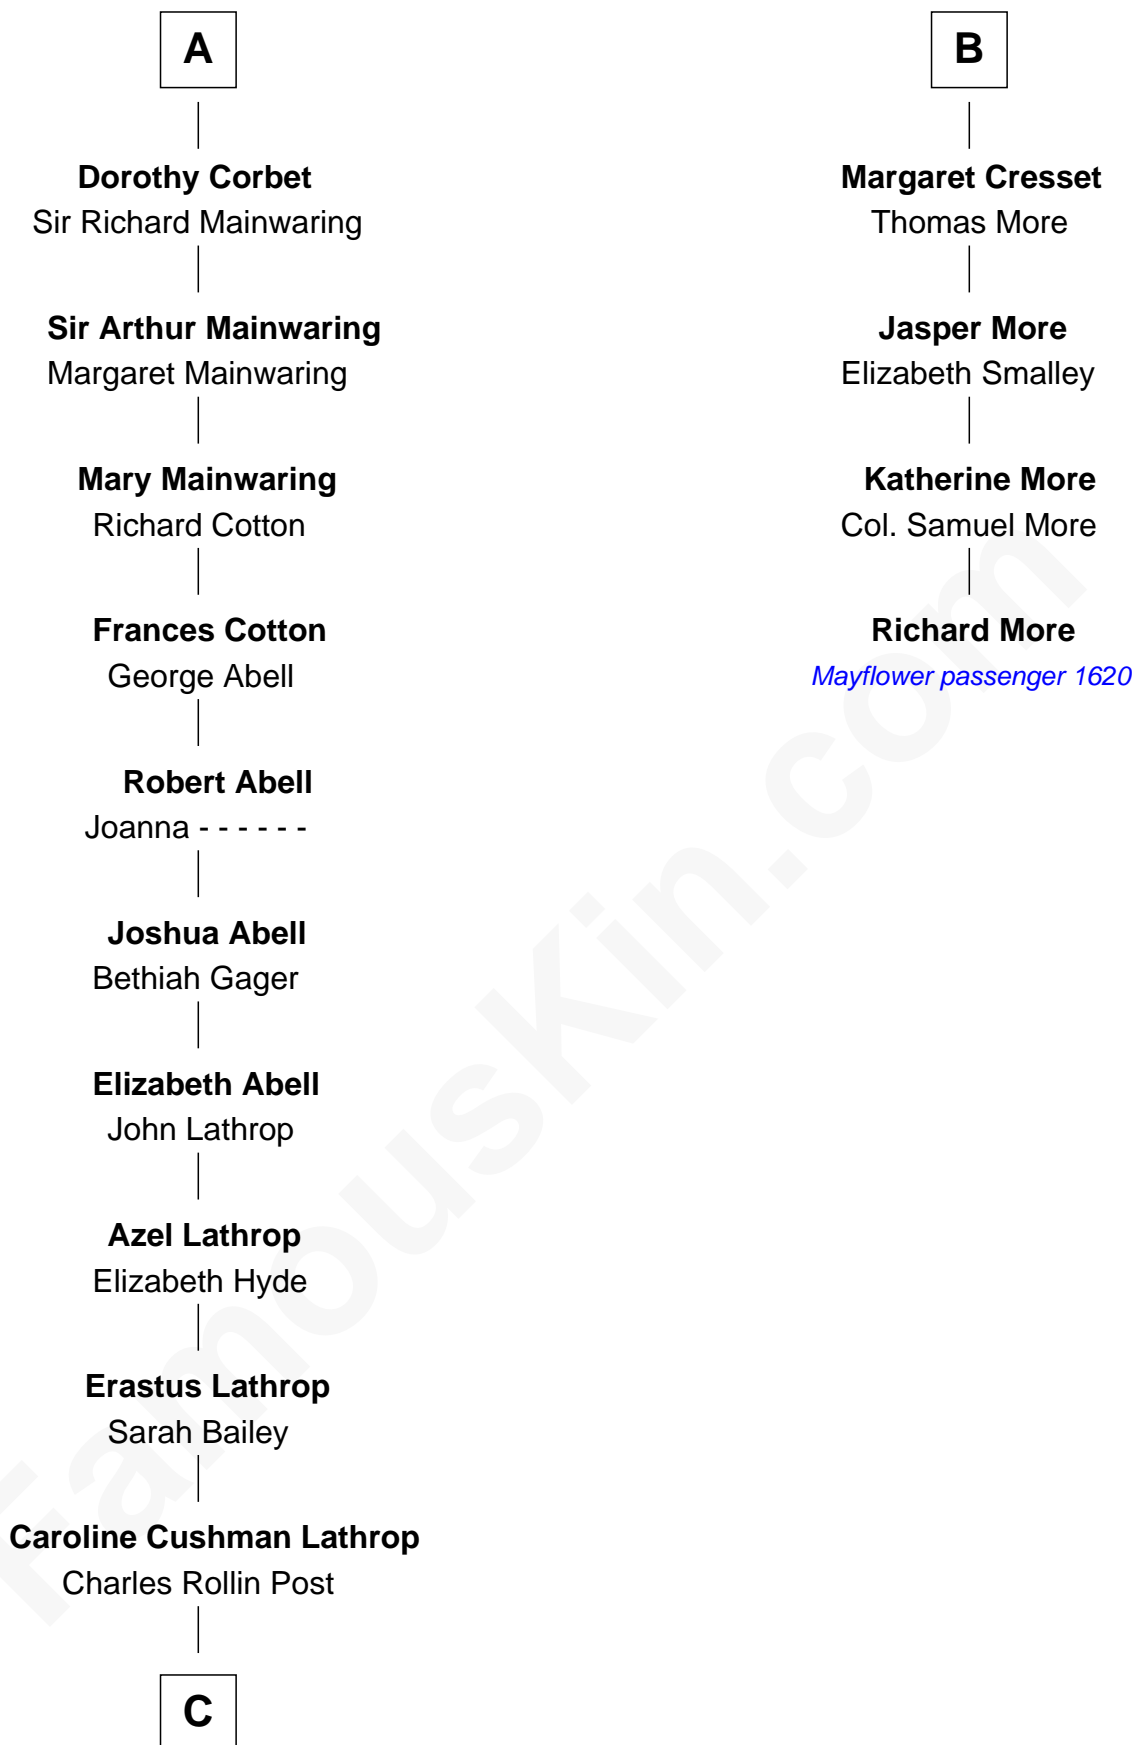 A
Dorothy Corbet
Sir Richard Mainwaring
Sir Arthur Mainwaring
Margaret Mainwaring
Mary Mainwaring
Richard Cotton
Frances Cotton
George Abell
Robert Abell
Joanna - - - - - -
Joshua Abell
Bethiah Gager
Elizabeth Abell
John Lathrop
Azel Lathrop
Elizabeth Hyde
Erastus Lathrop
Sarah Bailey
Caroline Cushman Lathrop
Charles Rollin Post
C
B
Margaret Cresset
Thomas More
Jasper More
Elizabeth Smalley
Katherine More
Col. Samuel More
Richard More
Mayflower passenger 1620
FamousKin.com